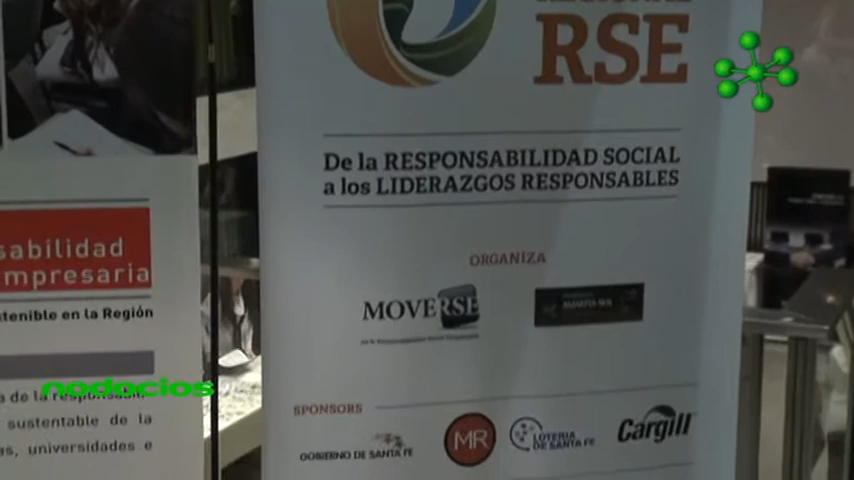 RSE
De la RESPONSABILIDAD SOCIAL
a los LIDERAZGOS RESPONSABLES
ORGANIZA
MOVERSE
SPONSORS
GOBIERNO DE SANTA FE
MR
LOTERIA
DE SANTA FE
Cargill
sabilidad
mpresaria
stenible en la Región
a de la
sustentable de la
as, universidades e
nodocios